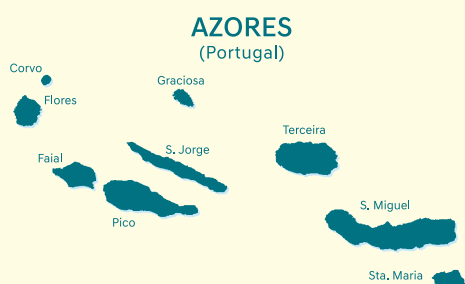 AZORES
(Portugal)
Corvo
Flores
Graciosa
Faial
S. Jorge
Terceira
Pico
S. Miguel
Sta. Maria